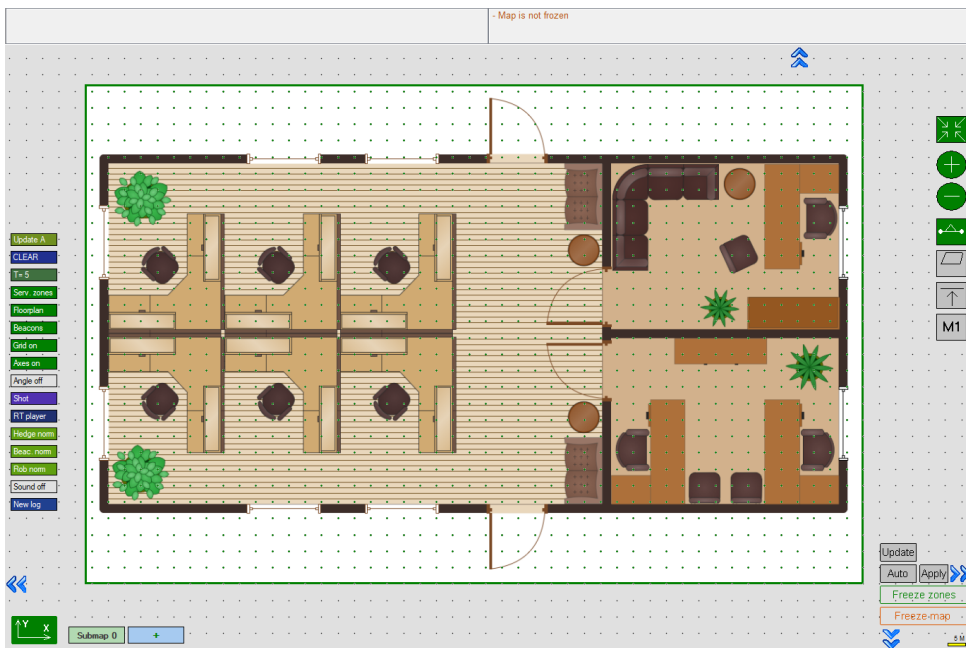 - Map is not frozen
Update A
CLEAR
T= 5
Serv. zones
Floorplan
Beacons
Grid on
Axes on
Angle off
Shot
RT player
Hedge norm
Beac. norm
Rob norm
Sound off
New log
M1
Update
Auto
Apply
Freeze zones
Freeze map
Y
X
Submap 0
+
5 M